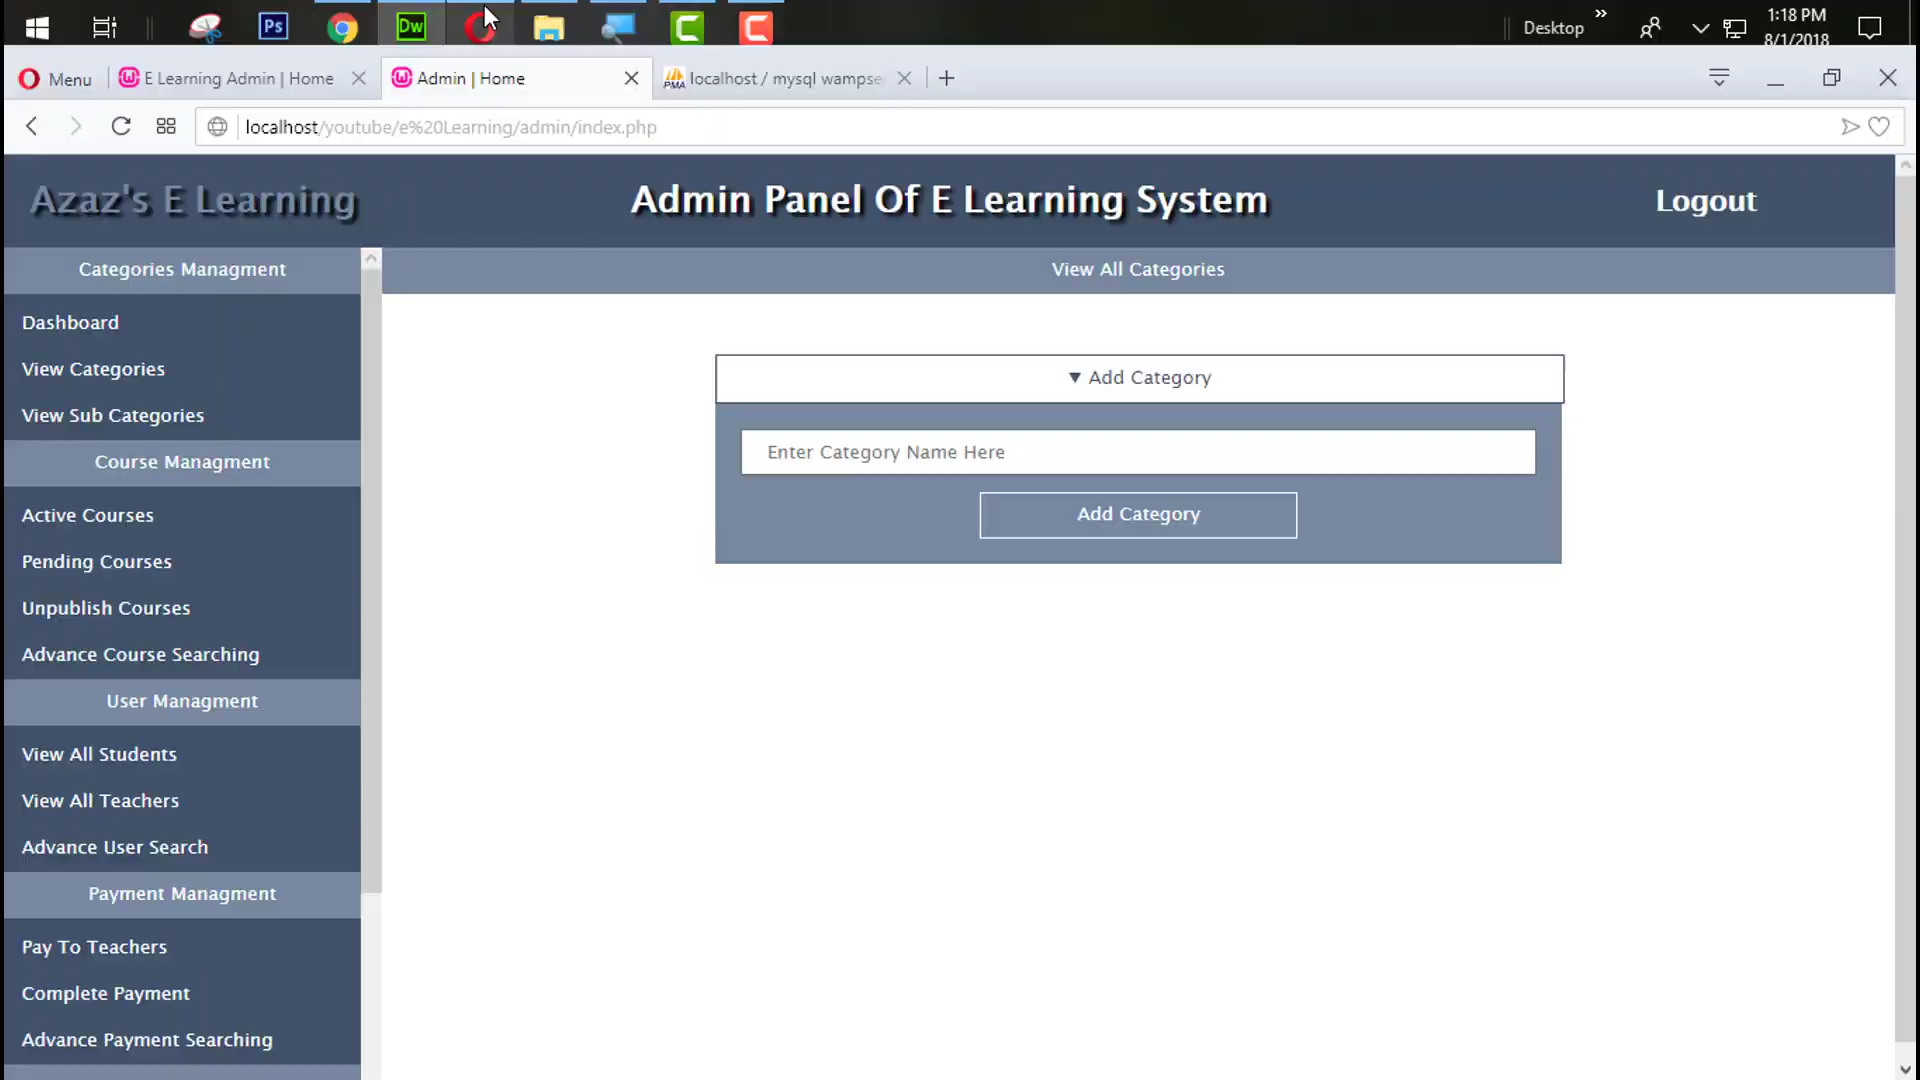 Ps
Dw
Desktop
»
1:18 PM
8/1/2018
Menu
E Learning Admin | Home
Admin | Home
PMA
localhost / mysql wampse
localhost/youtube/e%20Learning/admin/index.php
Azaz's E Learning
Admin Panel Of E Learning System
Logout
Categories Managment
Dashboard
View Categories
View Sub Categories
Course Managment
Active Courses
Pending Courses
Unpublish Courses
Advance Course Searching
User Managment
View All Students
View All Teachers
Advance User Search
Payment Managment
Pay To Teachers
Complete Payment
Advance Payment Searching
View All Categories
▼ Add Category
Enter Category Name Here
Add Category